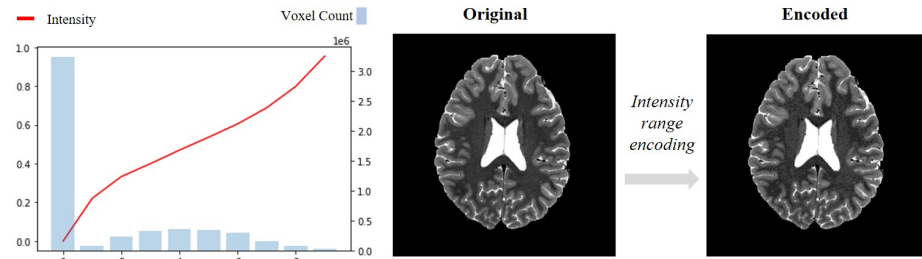 Intensity
Voxel Count
Original
Encoded
1e6
1.0
0.8
0.6
0.4
0.2
0.0
3.0
2.5
2.0
1.5
1.0
0.5
0.0
Intensity
range
encoding